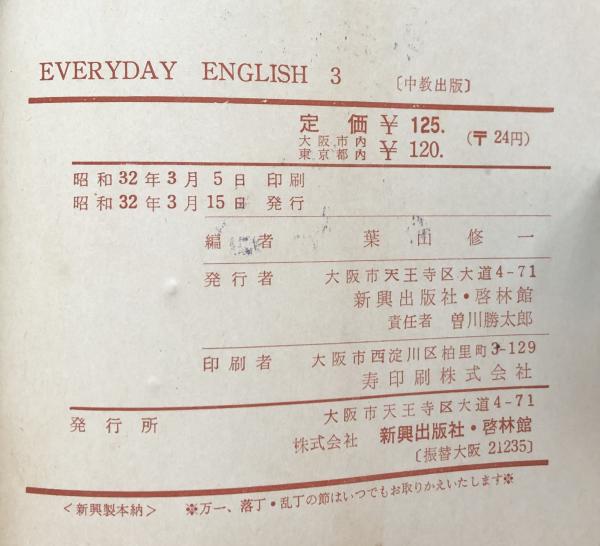 EVERYDAY ENGLISH 3 〔中教出版〕
定価 ¥ 125.
大阪市内
東京都内 ¥ 120.
(〒24円)
昭和32年3月5日 印刷
昭和32年3月15日 発行
編者 葉山修一
発行者 大阪市天王寺区大道4-71
新興出版社・啓林館
責任者 曽川勝太郎
印刷者 大阪市西淀川区柏里町3-129
寿印刷株式会社
発行所 大阪市天王寺区大道4-71
株式会社 新興出版社・啓林館
〔振替大阪 21235〕
<新興製本納> ※万一、落丁・乱丁の節はいつでもお取りかえいたします※